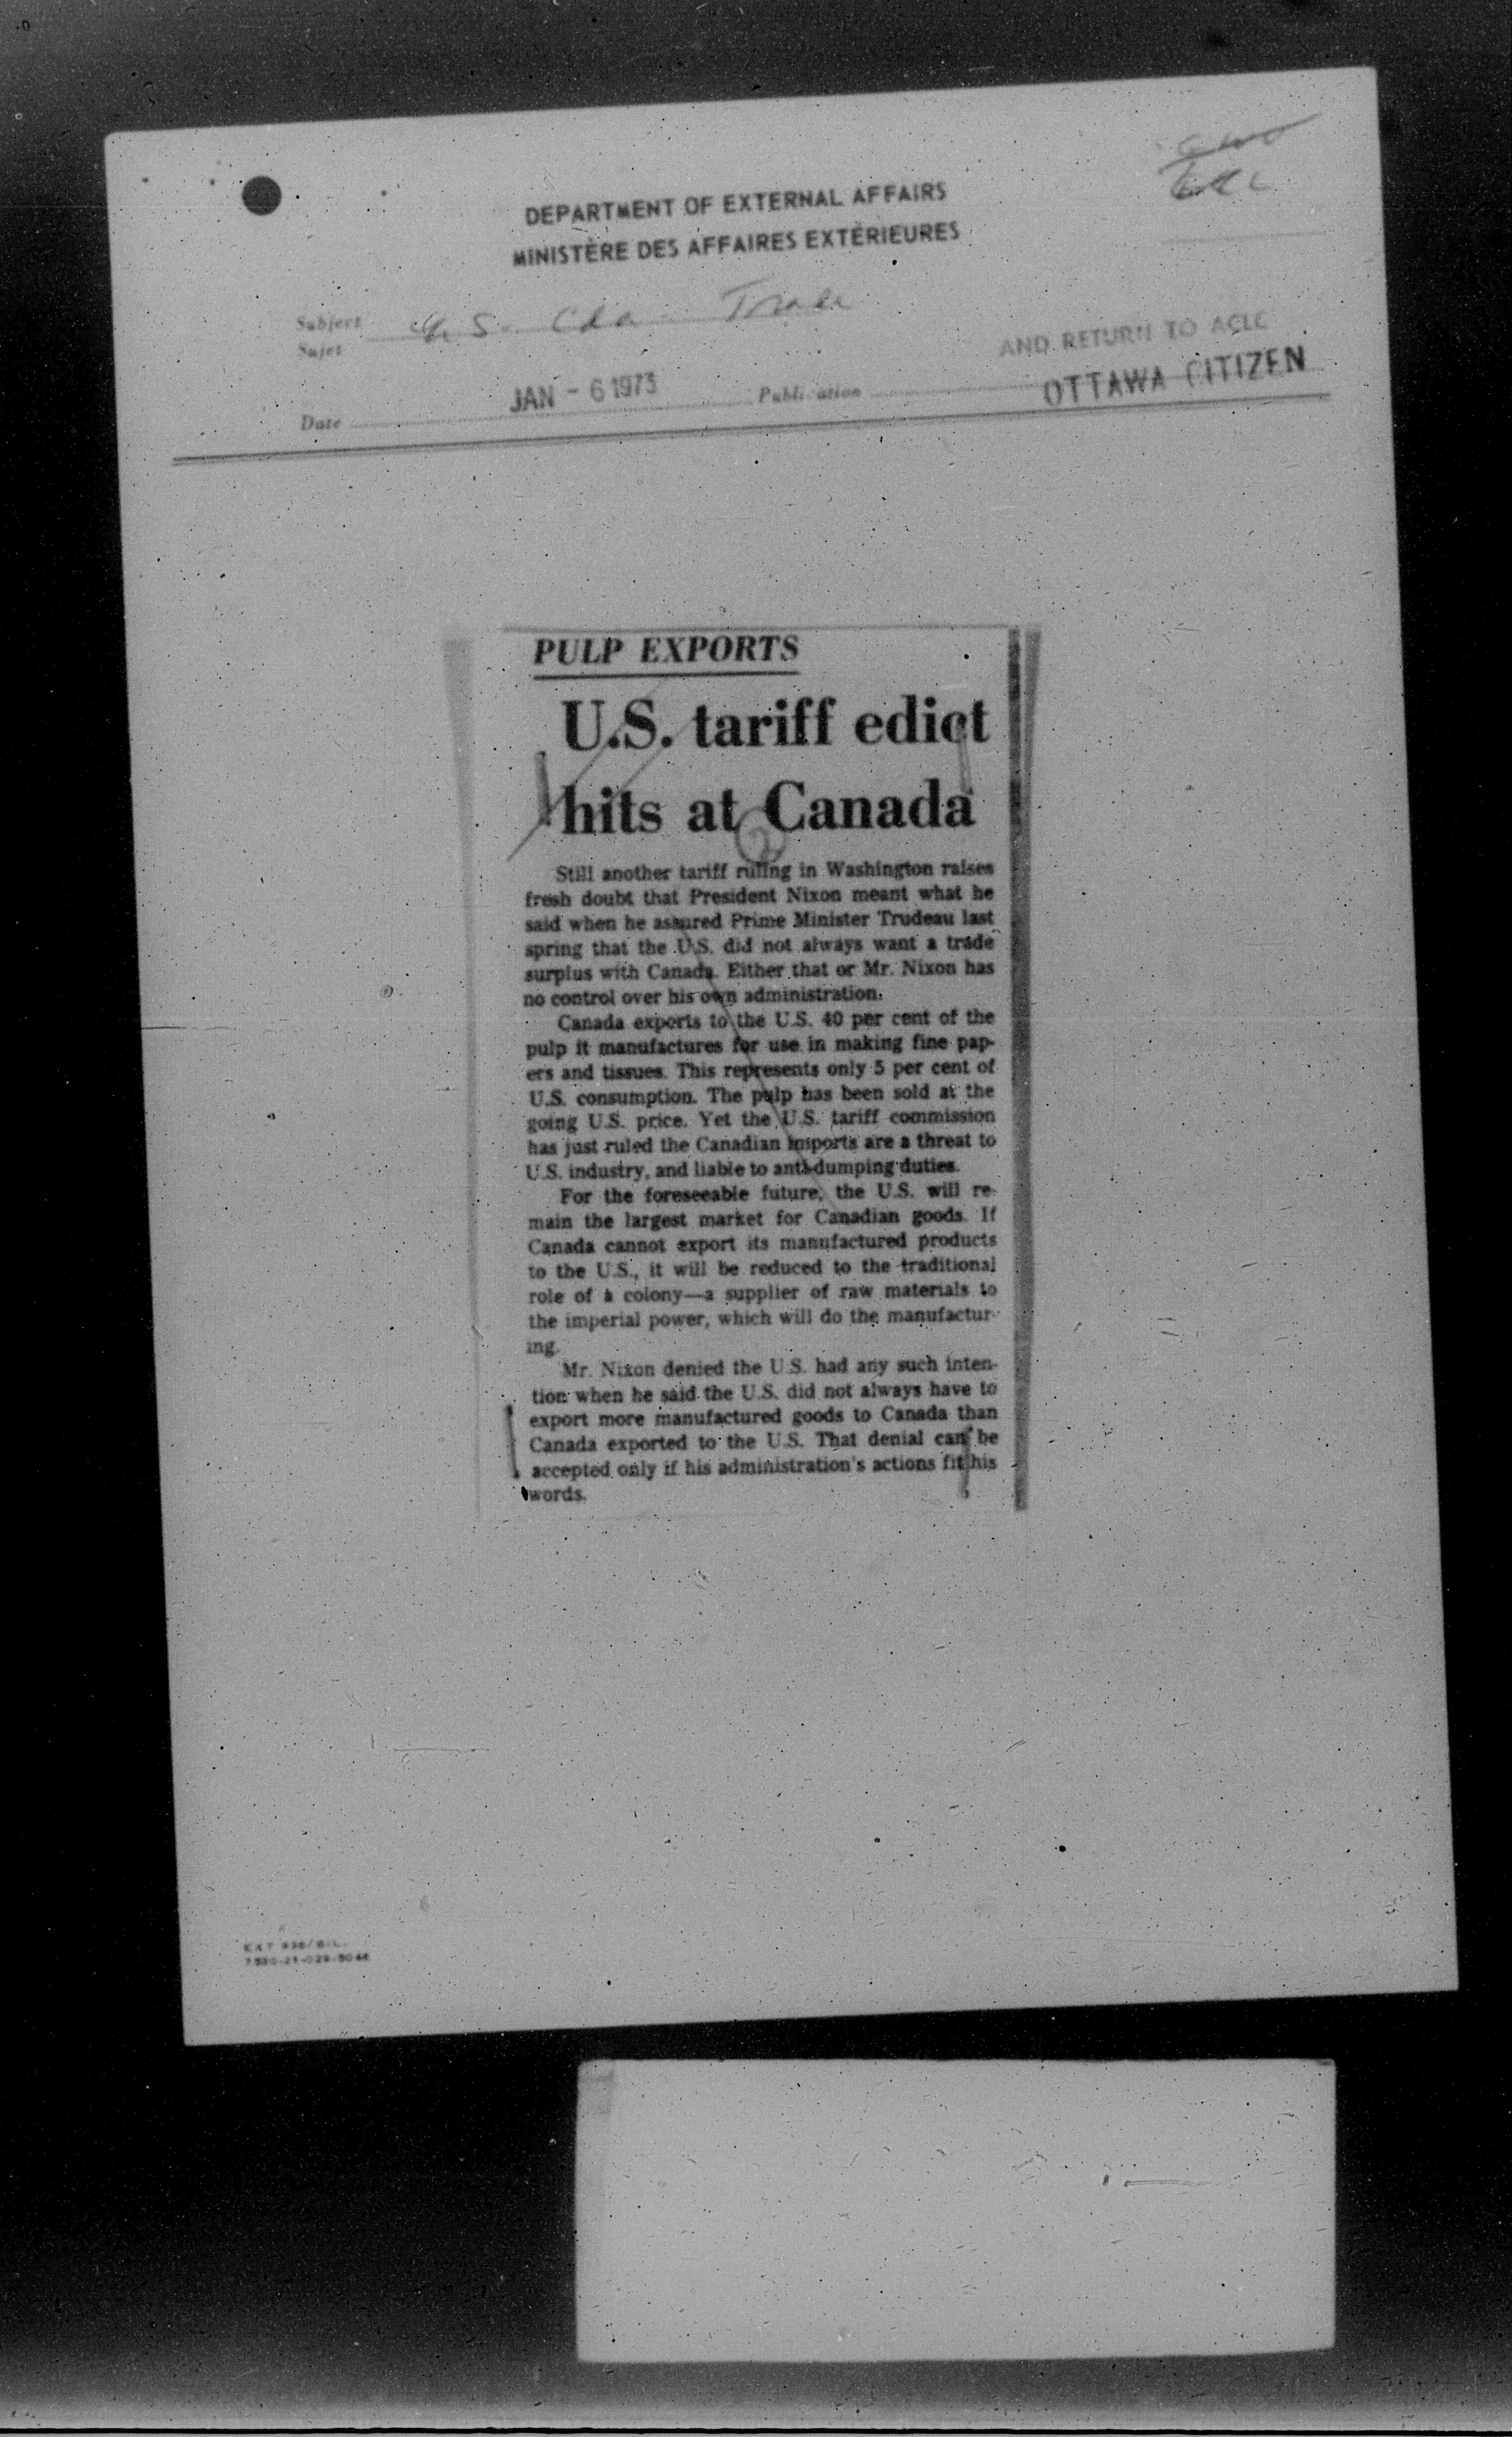 DEPARTMENT OF EXTERNAL AFFAIRS
MINISTÈRE DES AFFAIRES EXTÉRIEURES
Subject U.S. Cda - Trade
Sujet
AND RETURN TO
Date JAN - 6 1973 Publication OTTAWA CITIZEN
PULP EXPORTS
U.S. tariff edict
hits at Canada
Still another tariff ruling in Washington raises
fresh doubt that President Nixon meant what he
said when he assured Prime Minister Trudeau last
spring that the U.S. did not always want a trade
surplus with Canada. Either that or Mr. Nixon has
no control over his own administration.
Canada exports to the U.S. 40 per cent of the
pulp it manufactures for use in making fine pap-
ers and tissues. This represents only 5 per cent of
U.S. consumption. The pulp has been sold at the
going U.S. price. Yet the U.S. tariff commission
has just ruled the Canadian imports are a threat to
U.S. industry, and liable to anti-dumping duties.
For the foreseeable future, the U.S. will re-
main the largest market for Canadian goods. If
Canada cannot export its manufactured products
to the U.S., it will be reduced to the traditional
role of a colony—a supplier of raw materials to
the imperial power, which will do the manufactur-
ing.
Mr. Nixon denied the U.S. had any such inten-
tion when he said the U.S. did not always have to
export more manufactured goods to Canada than
Canada exported to the U.S. That denial can be
accepted only if his administration's actions fit his
words.